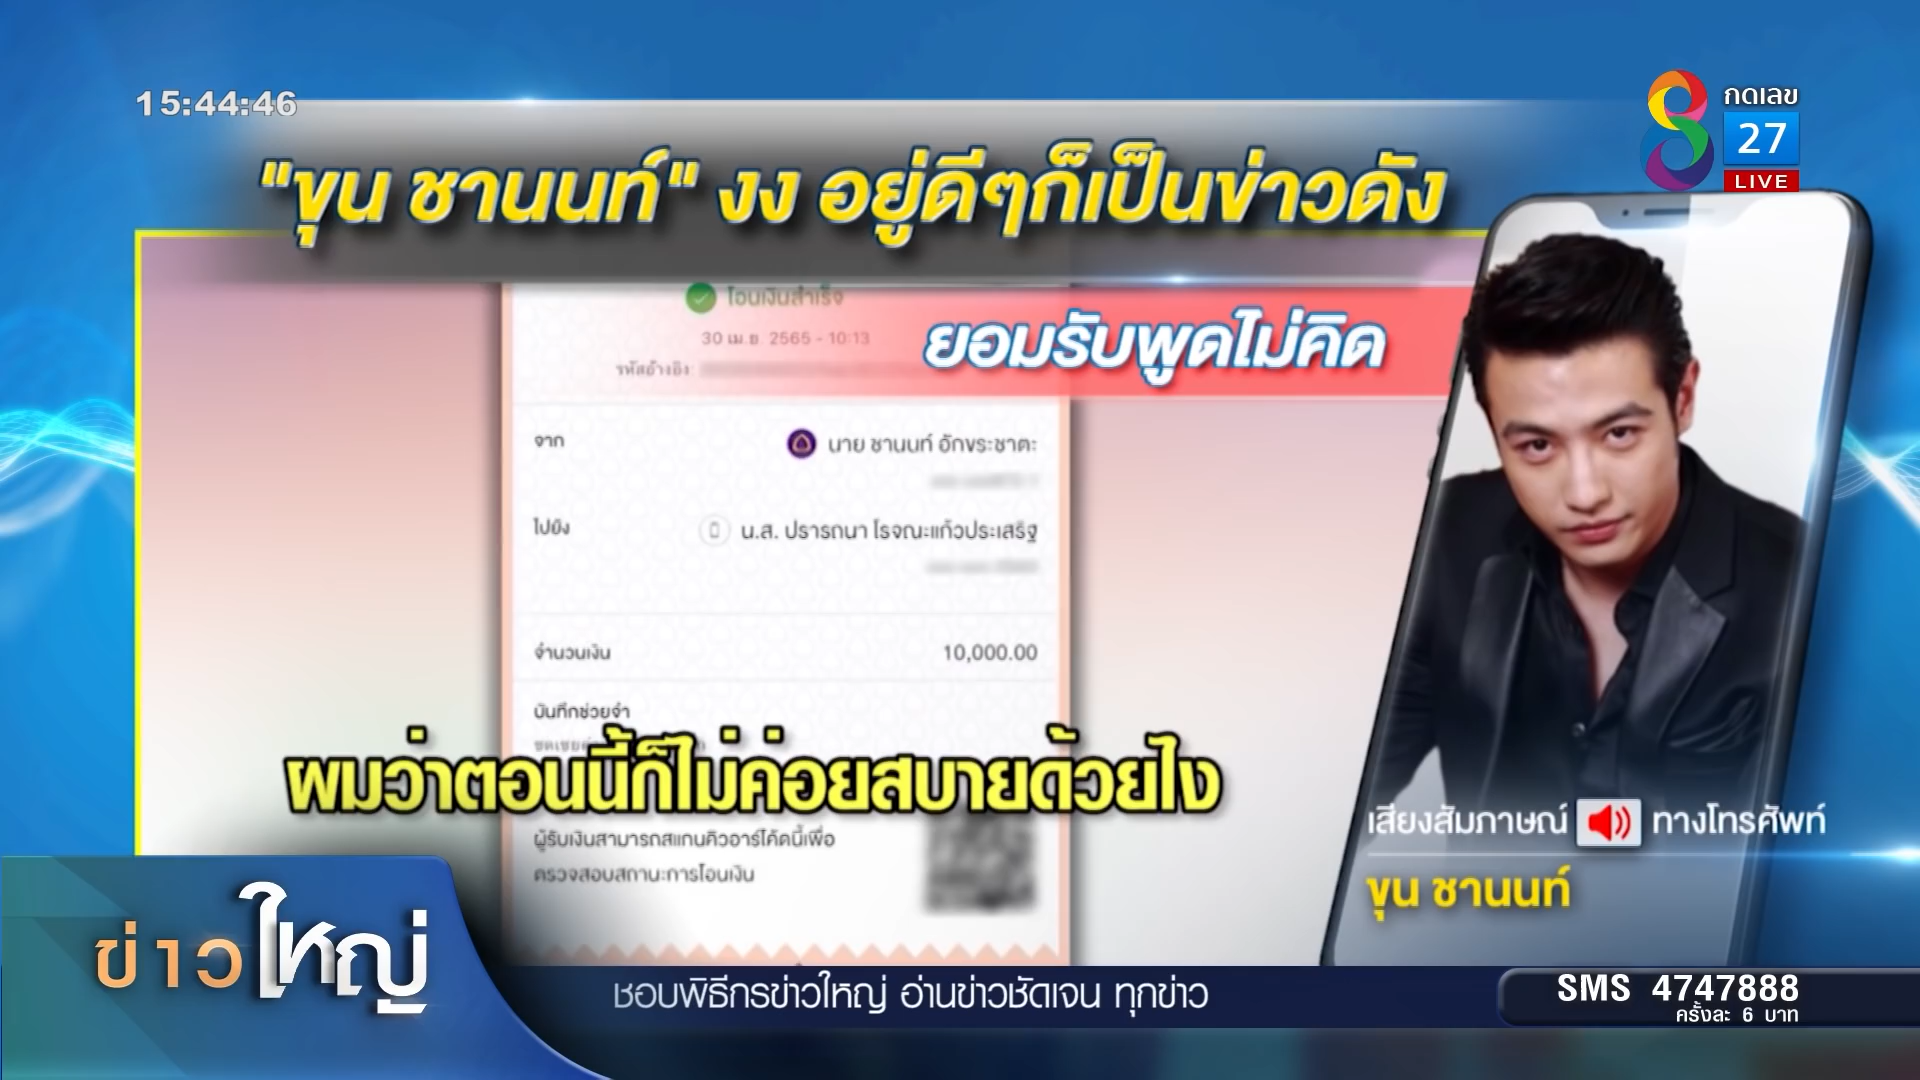 15:44:46
กดเลข
27
LIVE
"ขุน ชานนท์" งง อยู่ดีๆก็เป็นข่าวดัง
โอนเงินสำเร็จ
ยอมรับพูดไม่คิด
30 เม.ย. 2565 - 10:13
รหัสอ้างอิง:
จาก
นาย ชานนท์ อักขระชาตะ
ไปยัง
น.ส. ปรารถนา โรจณะแก้วประเสริฐ
จำนวนเงิน
10,000.00
บันทึกช่วยจำ
ผมว่าตอนนี้ก็ไม่ค่อยสบายด้วยไง
ผู้รับเงินสามารถสแกนคิวอาร์โค้ดนี้เพื่อ
ตรวจสอบสถานะการโอนเงิน
เสียงสัมภาษณ์ ทางโทรศัพท์
ขุน ชานนท์
ข่าวใหญ่
ชอบพิธีกรข่าวใหญ่ อ่านข่าวชัดเจน ทุกข่าว
SMS 4747888
ครั้งละ 6 บาท